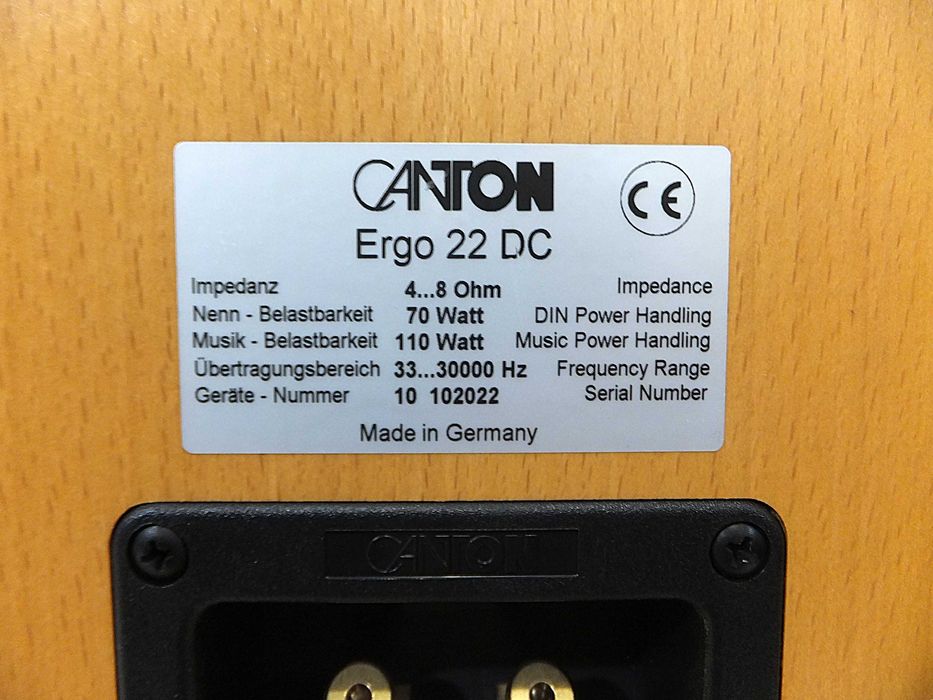 CANTON
CE
Ergo 22 DC
Impedanz 4...8 Ohm Impedance
Nenn - Belastbarkeit 70 Watt DIN Power Handling
Musik - Belastbarkeit 110 Watt Music Power Handling
Übertragungsbereich 33...30000 Hz Frequency Range
Geräte - Nummer 10 102022 Serial Number
Made in Germany
CANTON